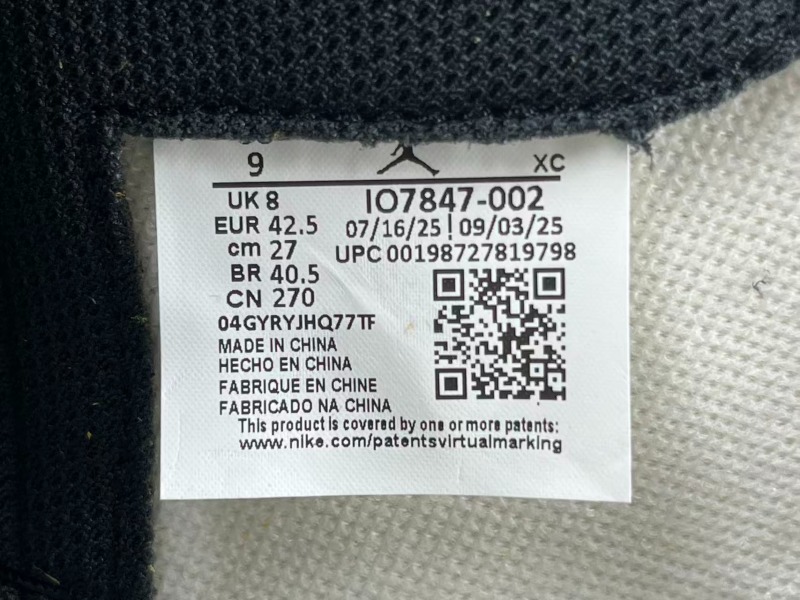 9 XC
UK 8 IO7847-002
EUR 42.5 07/16/25 | 09/03/25
cm 27 UPC 00198727819798
BR 40.5
CN 270
04GYRYJHQ77TF
MADE IN CHINA
HECHO EN CHINA
FABRIQUE EN CHINE
FABRICADO NA CHINA
This product is covered by one or more patents:
www.nike.com/patentsvirtualmarking